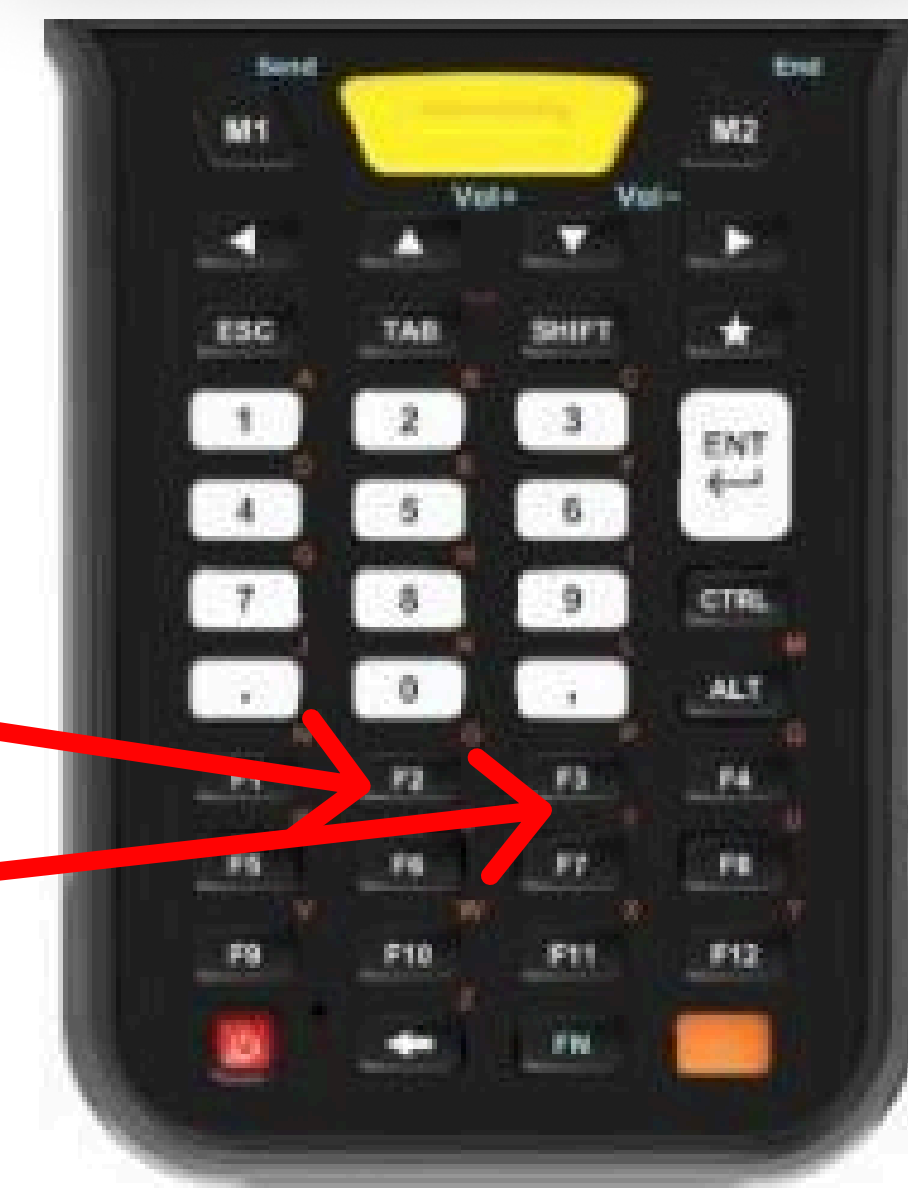 Send End
M1 M2
Vol+ Vol-
ESC TAB SHIFT
A B C
1 2 3
ENT
D E F
4 5 6
G H I
7 8 9 CTRL
J K L M
. 0 , ALT
N O P Q
F1 F2 F3 F4
U
F5 F6 F7 F8
V W X Y
F9 F10 F11 F12
Z
FN